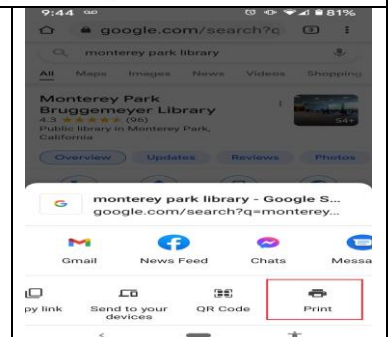 9:44
81%
google.com/search?q
monterey park library
All Maps Images News Videos Shopping
Monterey Park
Bruggemeyer Library
4.3 ★★★★★ (96)
Public library in Monterey Park,
California
54+
Overview Updates Reviews Photos
G monterey park library - Google S...
google.com/search?q=monterey...
Gmail News Feed Chats Messa
py link Send to your devices QR Code Print